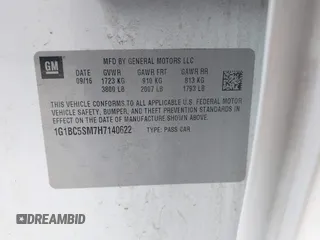 GM
MFD BY GENERAL MOTORS LLC
DATE GVWR GAWR FRT GAWR RR
09/16 1723 KG 910 KG 813 KG
3800 LB 2007 LB 1793 LB
THIS VEHICLE CONFORMS TO ALL APPLICABLE U.S. FEDERAL MOTOR
VEHICLE SAFETY, BUMPER, AND THEFT PREVENTION STANDARDS IN
EFFECT ON THE DATE OF MANUFACTURE SHOWN ABOVE.
1G1BC5SM7H7140622 TYPE: PASS CAR
IDRIVESAFELY